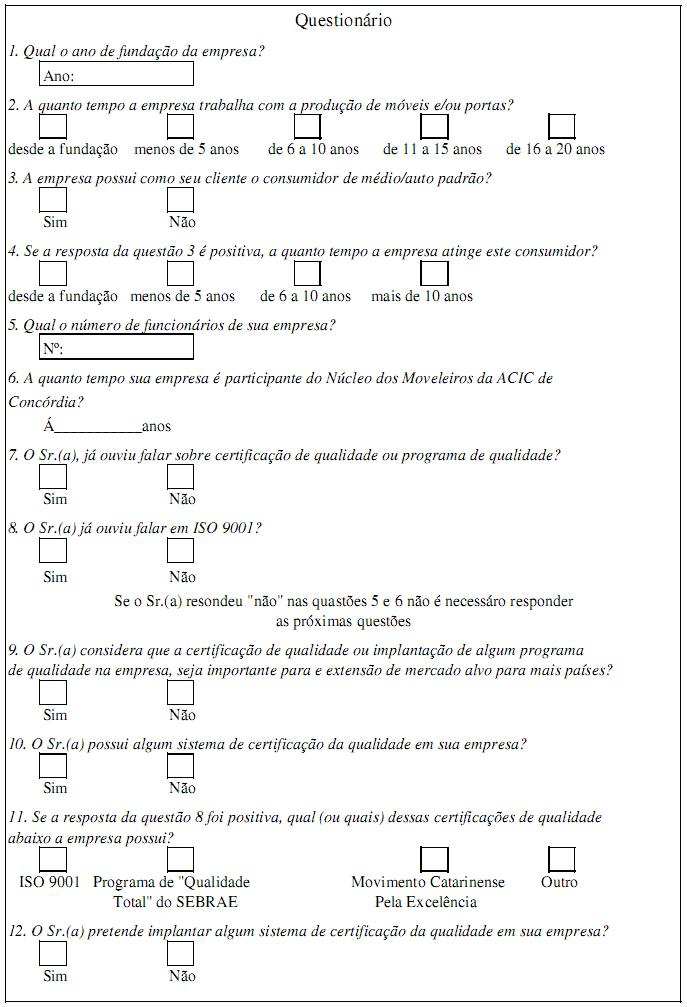 Questionário
1. Qual o ano de fundação da empresa?
Ano:
2. A quanto tempo a empresa trabalha com a produção de móveis e/ou portas?
desde a fundação menos de 5 anos de 6 a 10 anos de 11 a 15 anos de 16 a 20 anos
3. A empresa possui como seu cliente o consumidor de médio/auto padrão?
Sim Não
4. Se a resposta da questão 3 é positiva, a quanto tempo a empresa atinge este consumidor?
desde a fundação menos de 5 anos de 6 a 10 anos mais de 10 anos
5. Qual o número de funcionários de sua empresa?
Nº:
6. A quanto tempo sua empresa é participante do Núcleo dos Moveleiros da ACIC de
Concórdia?
Á___________anos
7. O Sr.(a), já ouviu falar sobre certificação de qualidade ou programa de qualidade?
Sim Não
8. O Sr.(a) já ouviu falar em ISO 9001?
Sim Não
Se o Sr.(a) resondeu "não" nas quastões 5 e 6 não é necessáro responder
as próximas questões
9. O Sr.(a) considera que a certificação de qualidade ou implantação de algum programa
de qualidade na empresa, seja importante para e extensão de mercado alvo para mais países?
Sim Não
10. O Sr.(a) possui algum sistema de certificação da qualidade em sua empresa?
Sim Não
11. Se a resposta da questão 8 foi positiva, qual (ou quais) dessas certificações de qualidade
abaixo a empresa possui?
ISO 9001 Programa de "Qualidade Movimento Catarinense Outro
Total" do SEBRAE Pela Excelência
12. O Sr.(a) pretende implantar algum sistema de certificação da qualidade em sua empresa?
Sim Não